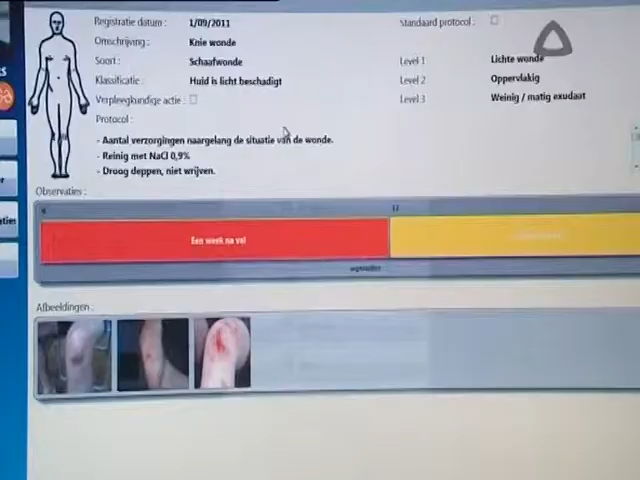 Registratie datum : 1/09/2011 Standaard protocol :
Omschrijving : Knie wonde
Soort : Schaafwonde Level 1 Lichte wonde
Klassificatie : Huid is licht beschadigt Level 2 Oppervlakig
Verpleegkundige actie : Level 3 Weinig / matig exudaat
Protocol :
- Aantal verzorgingen naargelang de situatie van de wonde.
- Reinig met NaCl 0,9%
- Droog deppen, niet wrijven.
Observaties :
Een week na val
september
Afbeeldingen :